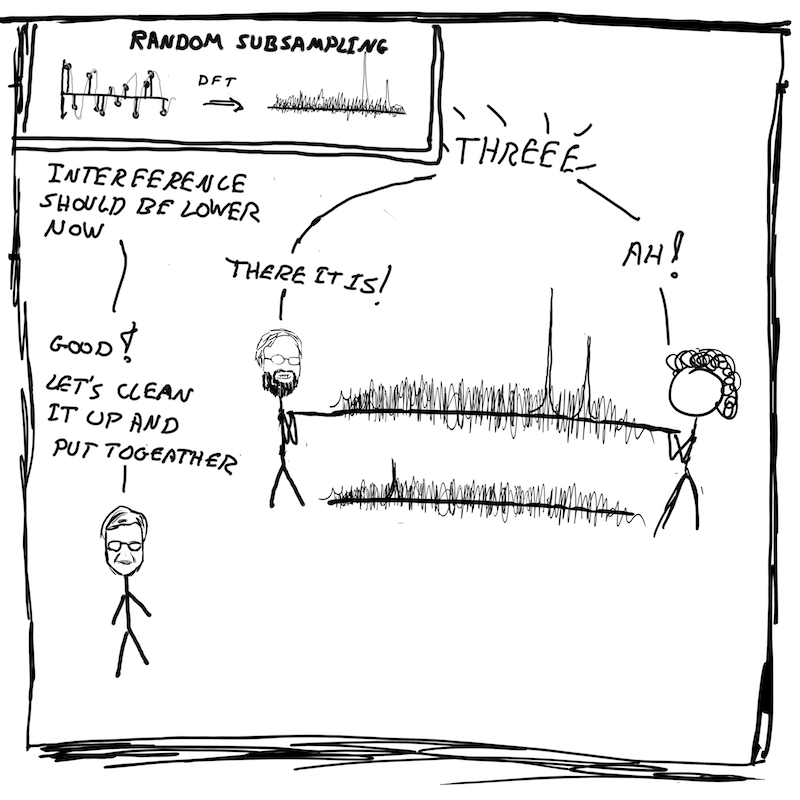 RANDOM SUBSAMPLING
DFT
THREEE
INTERFERENCE
SHOULD BE LOWER
NOW
THERE IT IS!
AH!
GOOD!
LET'S CLEAN
IT UP AND
PUT TOGEATHER